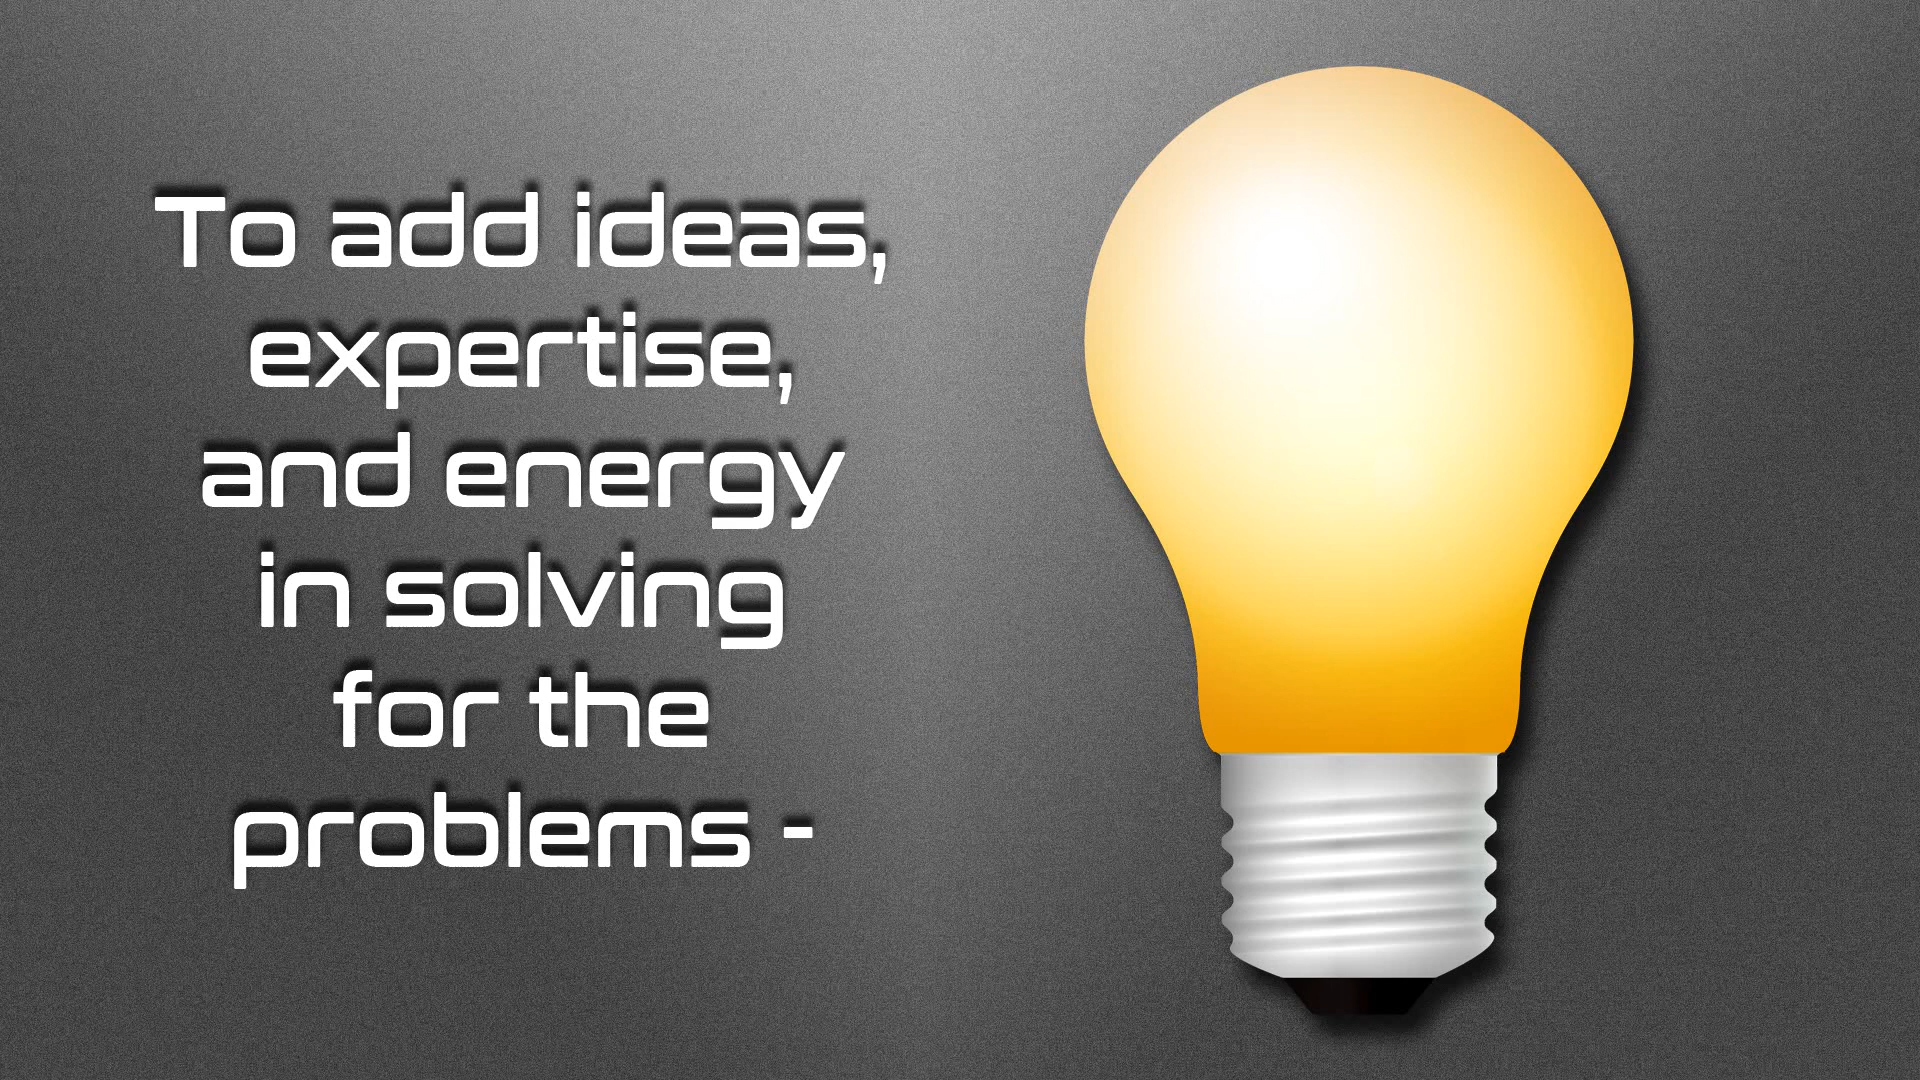 To add ideas,
expertise,
and energy
in solving
for the
problems -